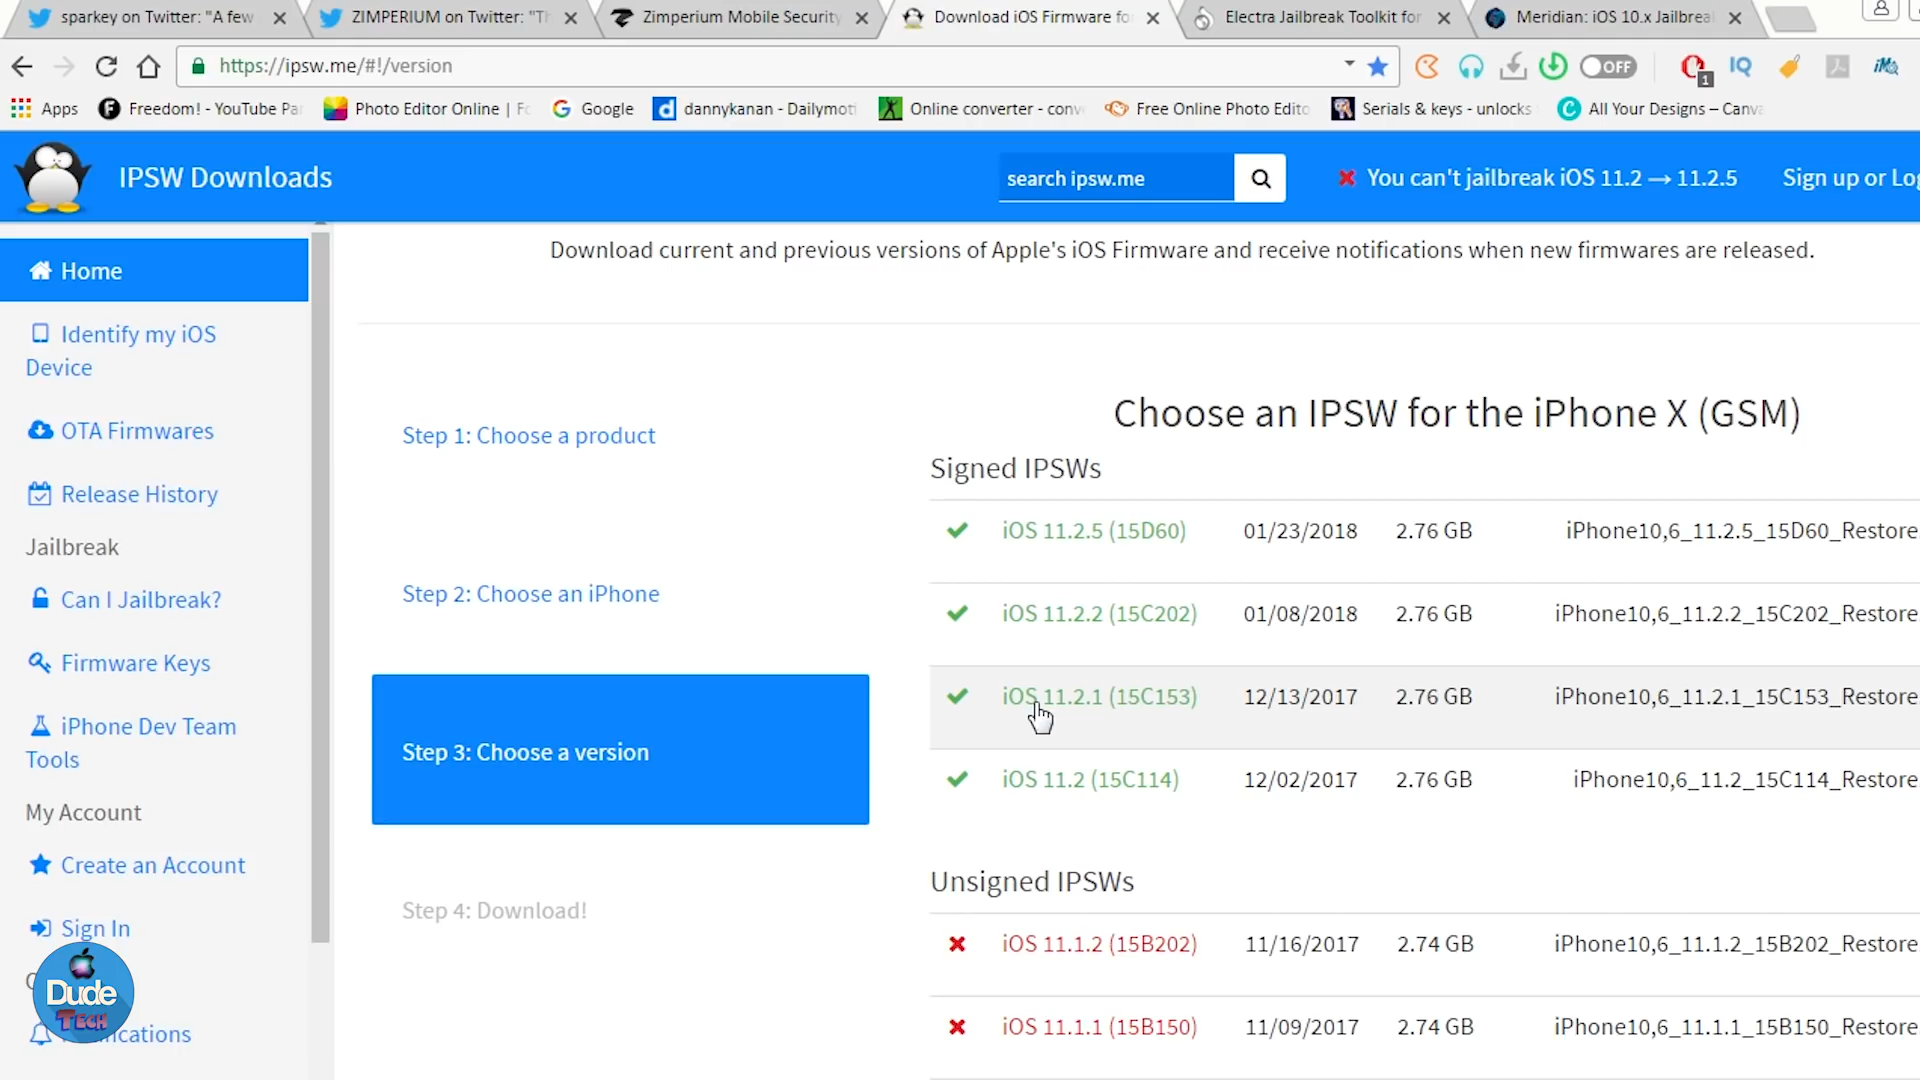 sparkey on Twitter: "A few
ZIMPERIUM on Twitter: "Th
Zimperium Mobile Security
Download iOS Firmware fo
Electra Jailbreak Toolkit for
Meridian: iOS 10.x Jailbrea
https://ipsw.me/#!/version
OFF
1
IQ
Apps
Freedom! - YouTube Pa
Photo Editor Online | Fo
Google
dannykanan - Dailymoti
Online converter - conv
Free Online Photo Edito
Serials & keys - unlocks
All Your Designs – Canva
IPSW Downloads
search ipsw.me
You can't jailbreak iOS 11.2 → 11.2.5
Sign up or Log
Download current and previous versions of Apple's iOS Firmware and receive notifications when new firmwares are released.
Home
Identify my iOS
Device
OTA Firmwares
Release History
Jailbreak
Can I Jailbreak?
Firmware Keys
iPhone Dev Team
Tools
My Account
Create an Account
Sign In
Dude
TECH
Step 1: Choose a product
Step 2: Choose an iPhone
Step 3: Choose a version
Step 4: Download!
Choose an IPSW for the iPhone X (GSM)
Signed IPSWs
iOS 11.2.5 (15D60) 01/23/2018 2.76 GB iPhone10,6_11.2.5_15D60_Restore
iOS 11.2.2 (15C202) 01/08/2018 2.76 GB iPhone10,6_11.2.2_15C202_Restore
iOS 11.2.1 (15C153) 12/13/2017 2.76 GB iPhone10,6_11.2.1_15C153_Restore
iOS 11.2 (15C114) 12/02/2017 2.76 GB iPhone10,6_11.2_15C114_Restore
Unsigned IPSWs
iOS 11.1.2 (15B202) 11/16/2017 2.74 GB iPhone10,6_11.1.2_15B202_Restore
iOS 11.1.1 (15B150) 11/09/2017 2.74 GB iPhone10,6_11.1.1_15B150_Restore